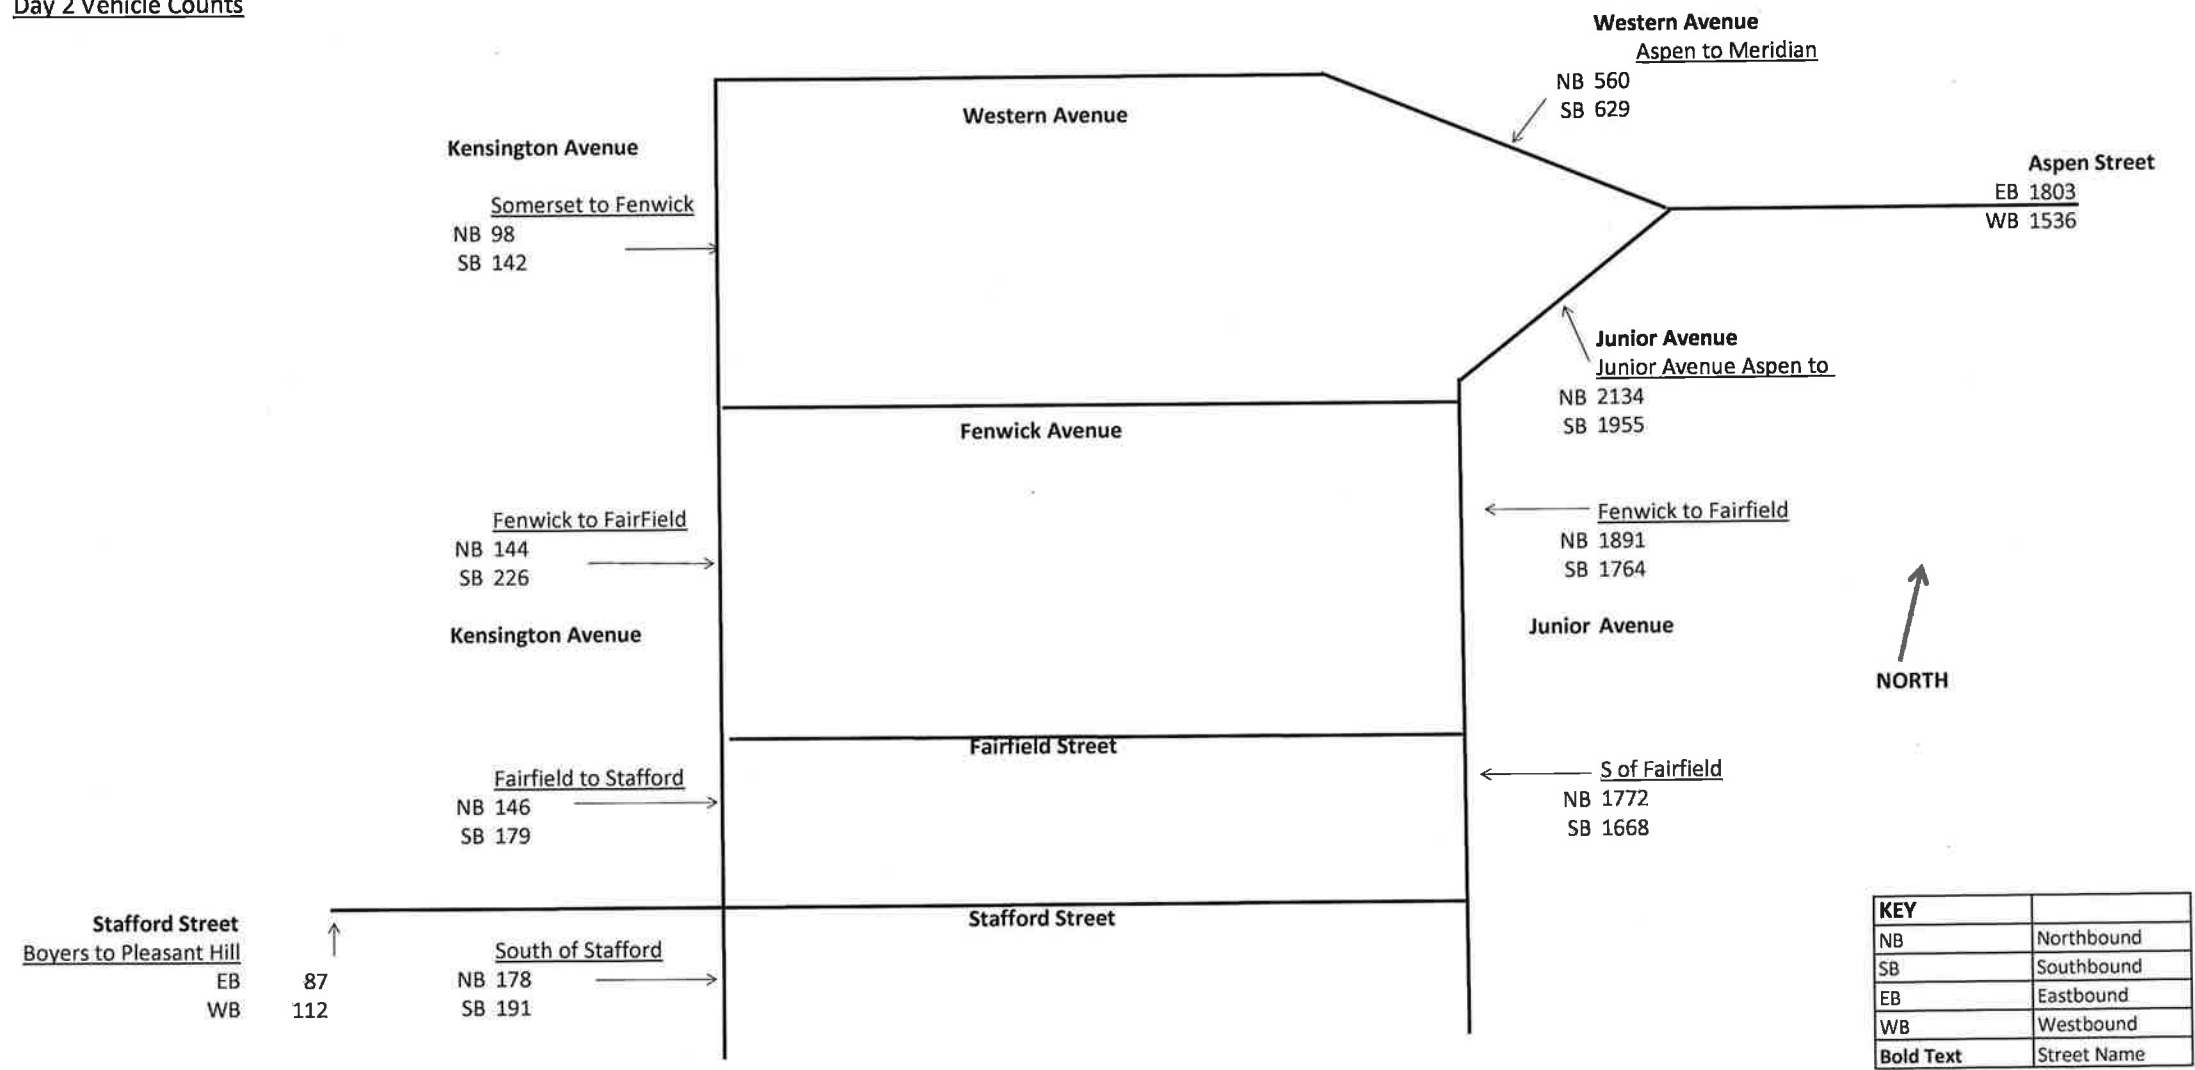 Day 2 Vehicle Counts
Western Avenue
Aspen to Meridian
NB 560
SB 629
Western Avenue
Kensington Avenue
Somerset to Fenwick
NB 98
SB 142
Aspen Street
EB 1803
WB 1536
Junior Avenue
Junior Avenue Aspen to
NB 2134
SB 1955
Fenwick Avenue
Fenwick to FairField
NB 144
SB 226
Fenwick to Fairfield
NB 1891
SB 1764
Kensington Avenue
Junior Avenue
NORTH
Fairfield Street
Fairfield to Stafford
NB 146
SB 179
S of Fairfield
NB 1772
SB 1668
Stafford Street
Boyers to Pleasant Hill
EB 87
WB 112
South of Stafford
NB 178
SB 191
Stafford Street
KEY
NB Northbound
SB Southbound
EB Eastbound
WB Westbound
Bold Text Street Name